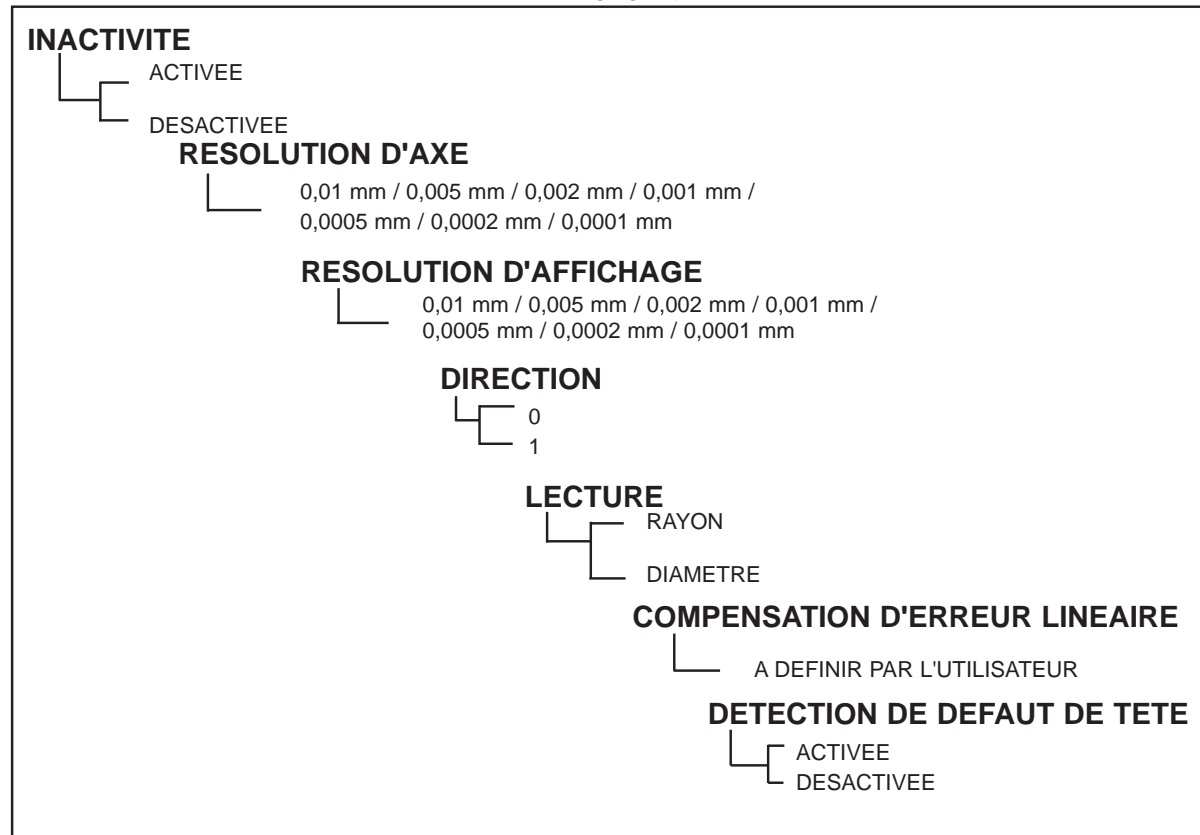 INACTIVITE
ACTIVEE
DESACTIVEE
RESOLUTION D'AXE
0,01 mm / 0,005 mm / 0,002 mm / 0,001 mm /
0,0005 mm / 0,0002 mm / 0,0001 mm
RESOLUTION D'AFFICHAGE
0,01 mm / 0,005 mm / 0,002 mm / 0,001 mm /
0,0005 mm / 0,0002 mm / 0,0001 mm
DIRECTION
0
1
LECTURE
RAYON
DIAMETRE
COMPENSATION D'ERREUR LINEAIRE
A DEFINIR PAR L'UTILISATEUR
DETECTION DE DEFAUT DE TETE
ACTIVEE
DESACTIVEE